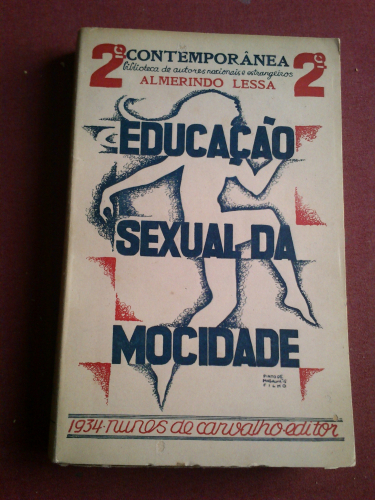 2ª CONTEMPORÂNEA 2ª
biblioteca de autores nacionais e estrangeiros
ALMERINDO LESSA
EDUCAÇÃO
SEXUAL DA
MOCIDADE
FILHO
1934·nunes de carvalho·editor